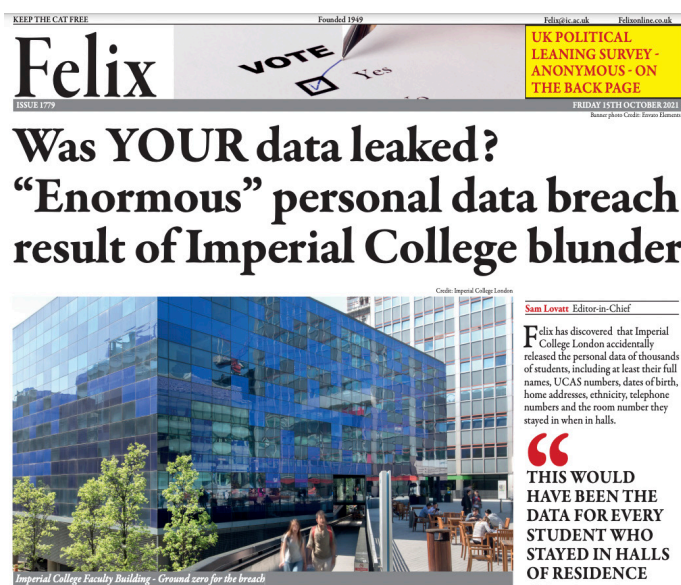 KEEP THE CAT FREE
Founded 1949
Felix@ic.ac.uk Felixonline.co.uk
Felix
VOTE
Yes
No
UK POLITICAL
LEANING SURVEY -
ANONYMOUS - ON
THE BACK PAGE
ISSUE 1779
FRIDAY 15TH OCTOBER 2021
Banner photo Credit: Envato Elements
Was YOUR data leaked?
“Enormous” personal data breach
result of Imperial College blunder
Credit: Imperial College London
Imperial College Faculty Building - Ground zero for the breach
Sam Lovatt Editor-in-Chief
Felix has discovered that Imperial
College London accidentally
released the personal data of thousands
of students, including at least their full
names, UCAS numbers, dates of birth,
home addresses, ethnicity, telephone
numbers and the room number they
stayed in when in halls.
“
THIS WOULD
HAVE BEEN THE
DATA FOR EVERY
STUDENT WHO
STAYED IN HALLS
OF RESIDENCE